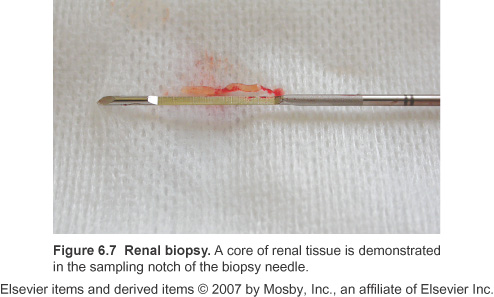 Figure 6.7 Renal biopsy. A core of renal tissue is demonstrated
in the sampling notch of the biopsy needle.
Elsevier items and derived items © 2007 by Mosby, Inc., an affiliate of Elsevier Inc.